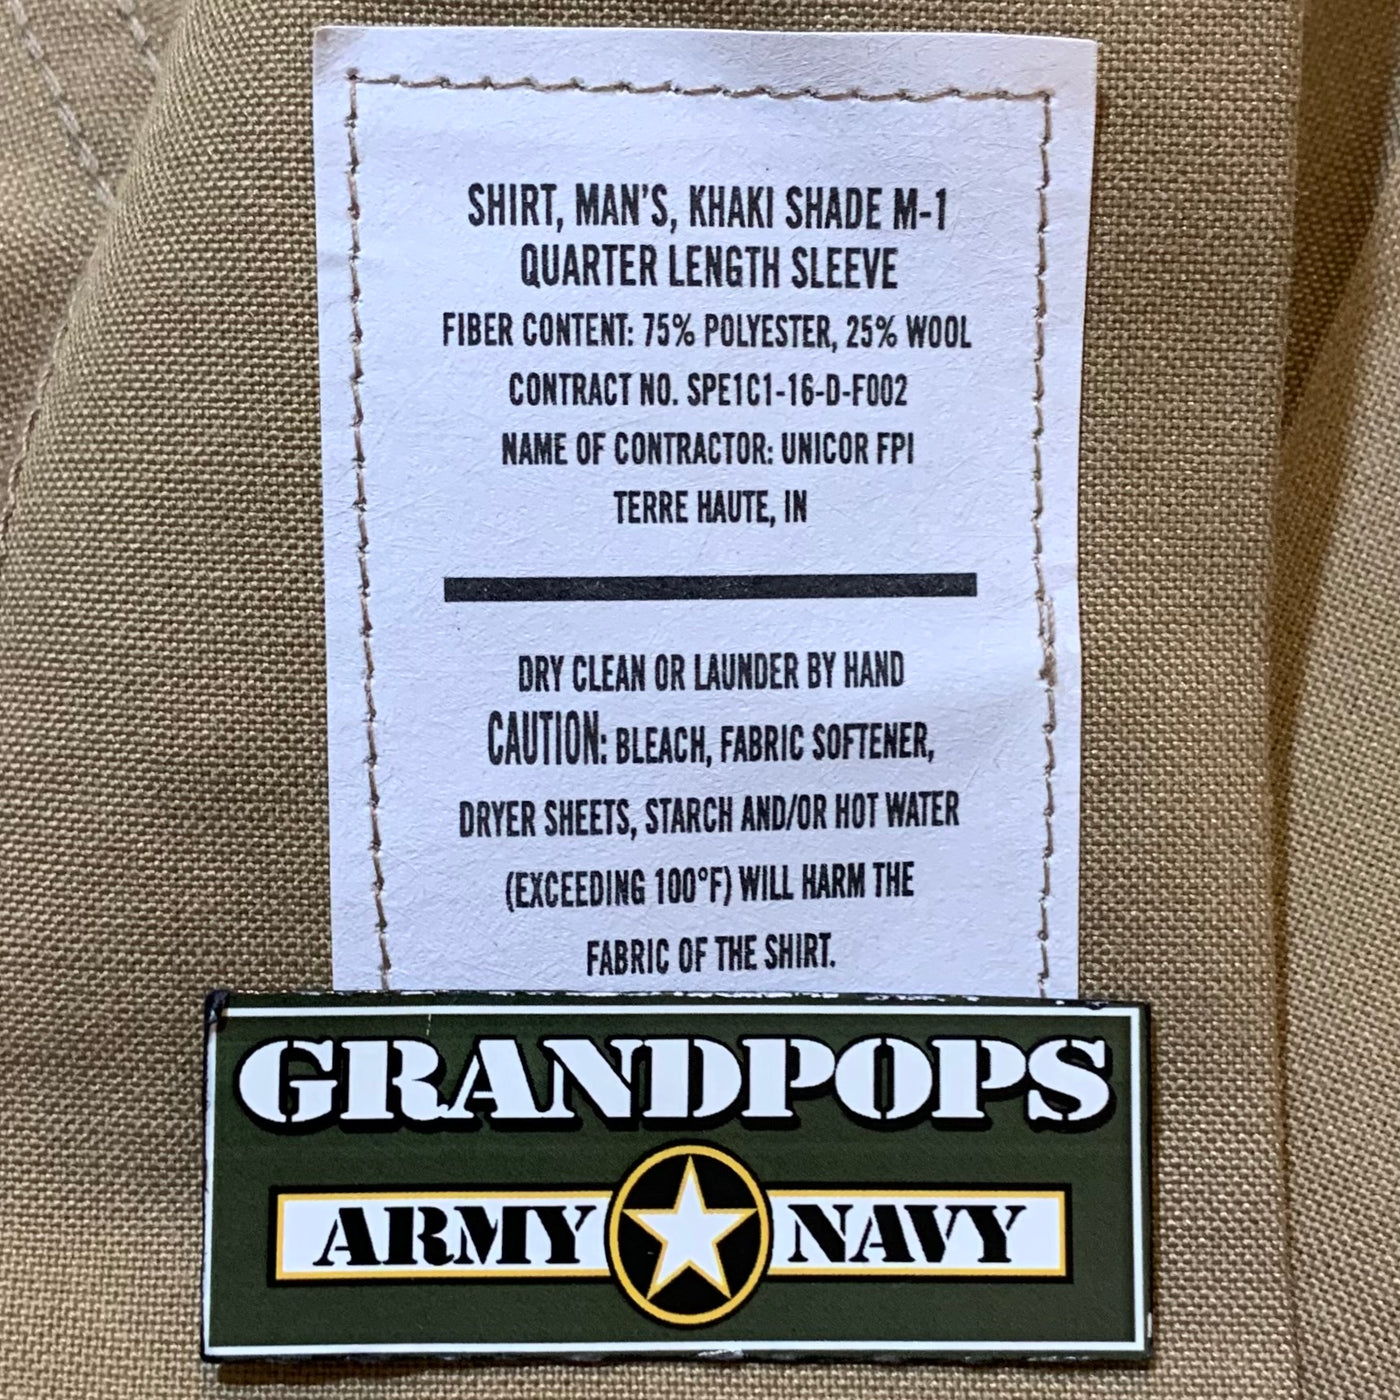 SHIRT, MAN'S, KHAKI SHADE M-1
QUARTER LENGTH SLEEVE
FIBER CONTENT: 75% POLYESTER, 25% WOOL
CONTRACT NO. SPE1C1-16-D-F002
NAME OF CONTRACTOR: UNICOR FPI
TERRE HAUTE, IN
DRY CLEAN OR LAUNDER BY HAND
CAUTION: BLEACH, FABRIC SOFTENER,
DRYER SHEETS, STARCH AND/OR HOT WATER
(EXCEEDING 100°F) WILL HARM THE
FABRIC OF THE SHIRT.
GRANDPOPS
ARMY NAVY